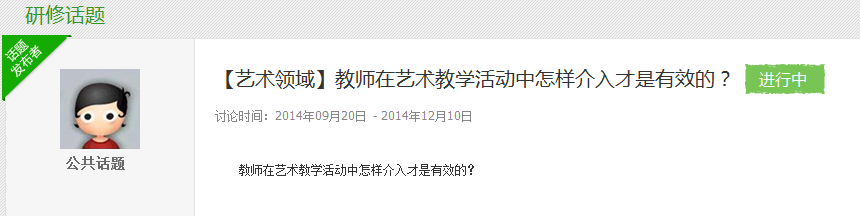 研修话题
话题
发布者
【艺术领域】教师在艺术教学活动中怎样介入才是有效的？ 进行中
讨论时间：2014年09月20日 - 2014年12月10日
公共话题
教师在艺术教学活动中怎样介入才是有效的?